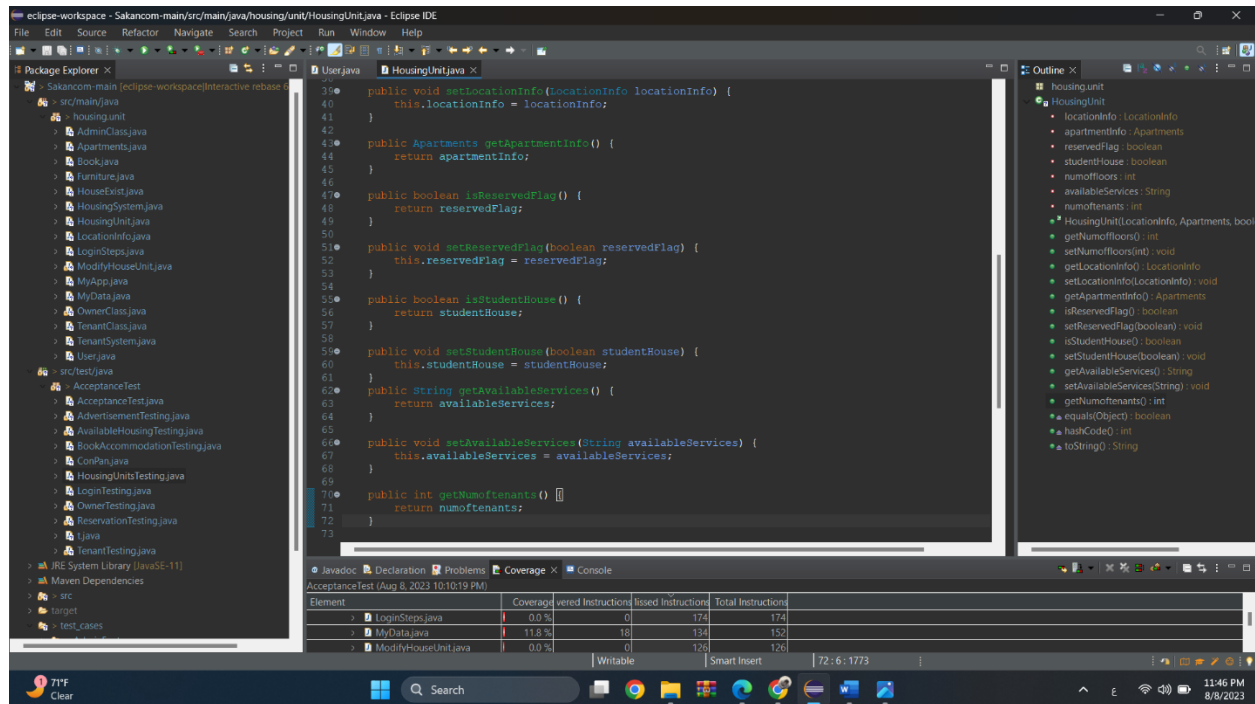 eclipse-workspace - Sakancom-main/src/main/java/housing/unit/HousingUnit.java - Eclipse IDE
File Edit Source Refactor Navigate Search Project Run Window Help
Package Explorer
> Sakancom-main [eclipse-workspace|Interactive rebase 6
> src/main/java
> housing.unit
> AdminClass.java
> Apartments.java
> Book.java
> Furniture.java
> HouseExist.java
> HousingSystem.java
> HousingUnit.java
> LocationInfo.java
> LoginSteps.java
> ModifyHouseUnit.java
> MyApp.java
> MyData.java
> OwnerClass.java
> TenantClass.java
> TenantSystem.java
> User.java
> src/test/java
> AcceptanceTest
> AcceptanceTest.java
> AdvertisementTesting.java
> AvailableHousingTesting.java
> BookAccommodationTesting.java
> ConPan.java
> HousingUnitsTesting.java
> LoginTesting.java
> OwnerTesting.java
> ReservationTesting.java
> t.java
> TenantTesting.java
> JRE System Library [JavaSE-11]
> Maven Dependencies
> src
> target
> test_cases
User.java HousingUnit.java
39 public void setLocationInfo(LocationInfo locationInfo) {
40 this.locationInfo = locationInfo;
41 }
42
43 public Apartments getApartmentInfo() {
44 return apartmentInfo;
45 }
46
47 public boolean isReservedFlag() {
48 return reservedFlag;
49 }
50
51 public void setReservedFlag(boolean reservedFlag) {
52 this.reservedFlag = reservedFlag;
53 }
54
55 public boolean isStudentHouse() {
56 return studentHouse;
57 }
58
59 public void setStudentHouse(boolean studentHouse) {
60 this.studentHouse = studentHouse;
61 }
62 public String getAvailableServices() {
63 return availableServices;
64 }
65
66 public void setAvailableServices(String availableServices) {
67 this.availableServices = availableServices;
68 }
69
70 public int getNumoftenants() {
71 return numoftenants;
72 }
73
Outline
housing.unit
HousingUnit
locationInfo : LocationInfo
apartmentInfo : Apartments
reservedFlag : boolean
studentHouse : boolean
numoffloors : int
availableServices : String
numoftenants : int
HousingUnit(LocationInfo, Apartments, bool
getNumoffloors() : int
setNumoffloors(int) : void
getLocationInfo() : LocationInfo
setLocationInfo(LocationInfo) : void
getApartmentInfo() : Apartments
isReservedFlag() : boolean
setReservedFlag(boolean) : void
isStudentHouse() : boolean
setStudentHouse(boolean) : void
getAvailableServices() : String
setAvailableServices(String) : void
getNumoftenants() : int
equals(Object) : boolean
hashCode() : int
toString() : String
Javadoc Declaration Problems Coverage Console
AcceptanceTest (Aug 8, 2023 10:10:19 PM)
Element Coverage vered Instructions lissed Instructions Total Instructions
> LoginSteps.java 0.0 % 0 174 174
> MyData.java 11.8 % 18 134 152
> ModifyHouseUnit.java 0.0 % 0 126 126
Writable Smart Insert 72 : 6 : 1773
1
71°F
Clear
Search
ع
11:46 PM
8/8/2023